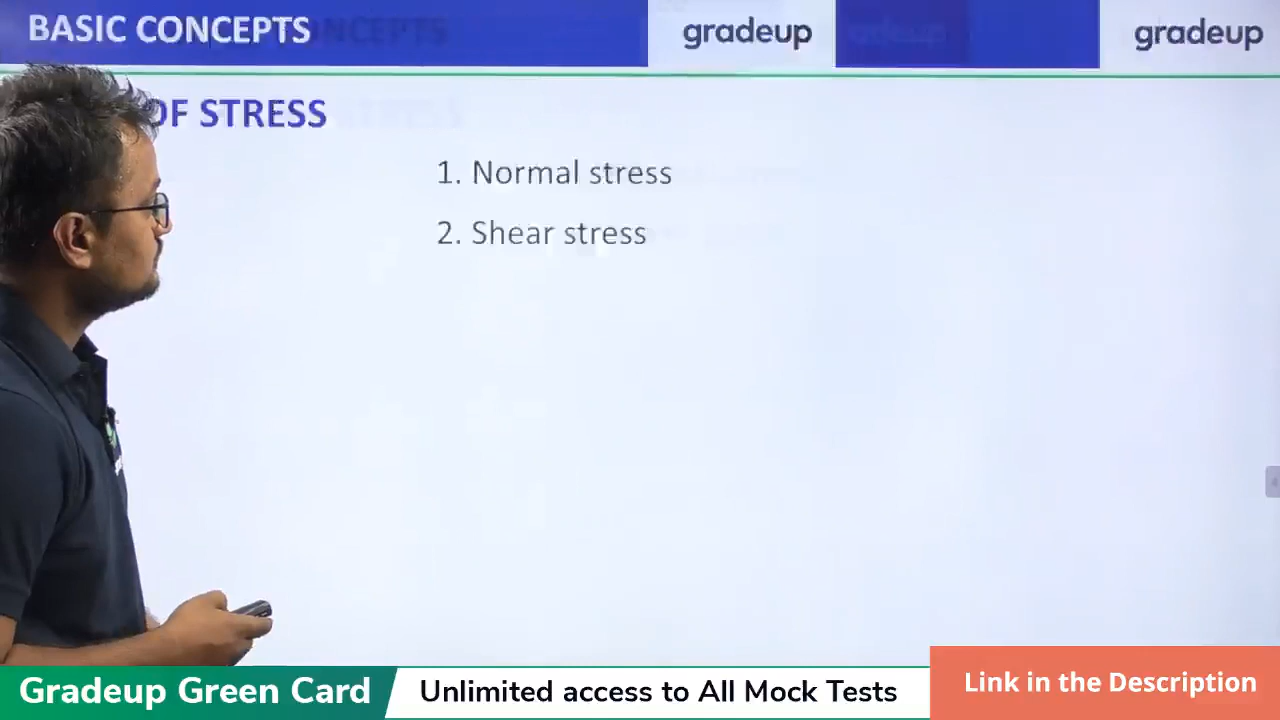 BASIC CONCEPTS
gradeup
gradeup
OF STRESS
1. Normal stress
2. Shear stress
Gradeup Green Card
Unlimited access to All Mock Tests
Link in the Description